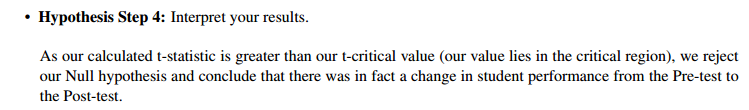 • Hypothesis Step 4: Interpret your results.
As our calculated t-statistic is greater than our t-critical value (our value lies in the critical region), we reject
our Null hypothesis and conclude that there was in fact a change in student performance from the Pre-test to
the Post-test.